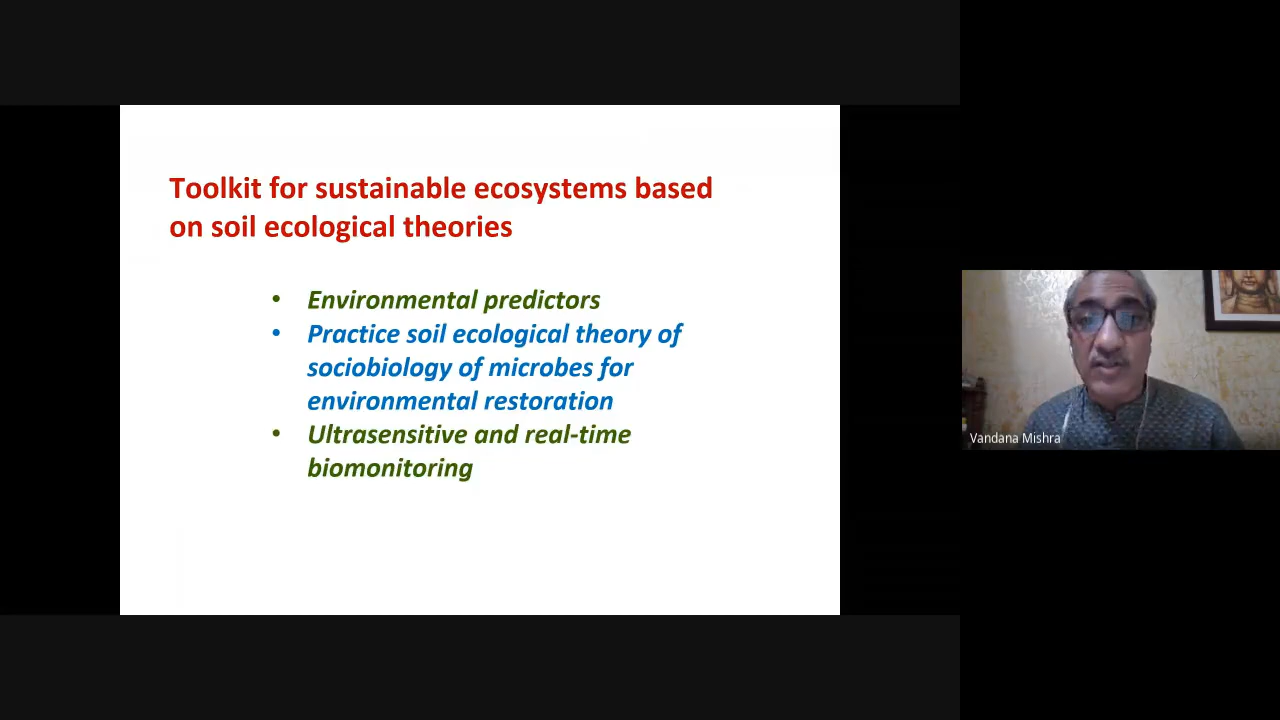 Toolkit for sustainable ecosystems based
on soil ecological theories
• Environmental predictors
• Practice soil ecological theory of
sociobiology of microbes for
environmental restoration
• Ultrasensitive and real-time
biomonitoring
Vandana Mishra